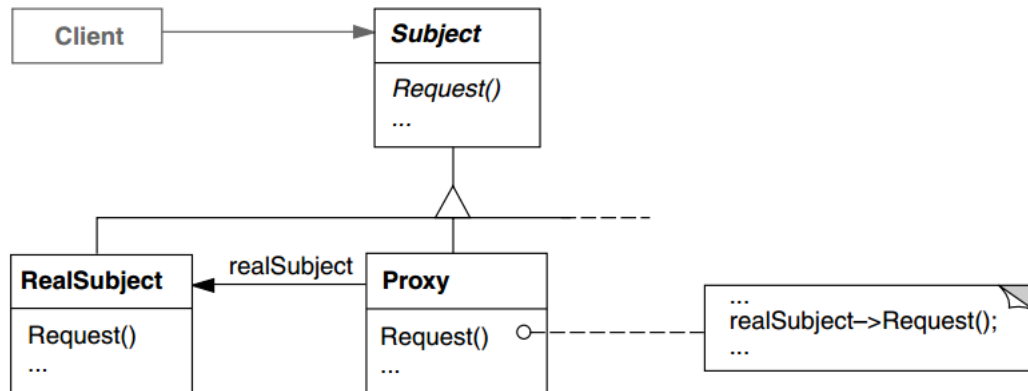 Client
Subject
Request()
...
RealSubject
Request()
...
realSubject
Proxy
Request()
...
...
realSubject–>Request();
...